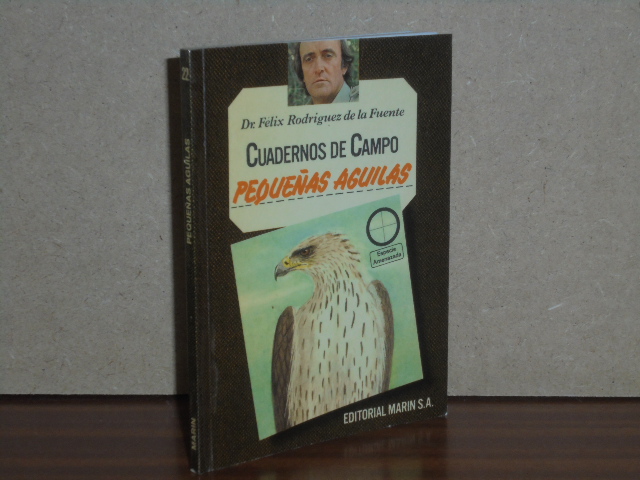 Dr. Félix Rodríguez de la Fuente
CUADERNOS DE CAMPO
PEQUEÑAS AGUILAS
Especie
Amenazada
EDITORIAL MARIN S.A.
PEQUEÑAS AGUILAS
MARIN